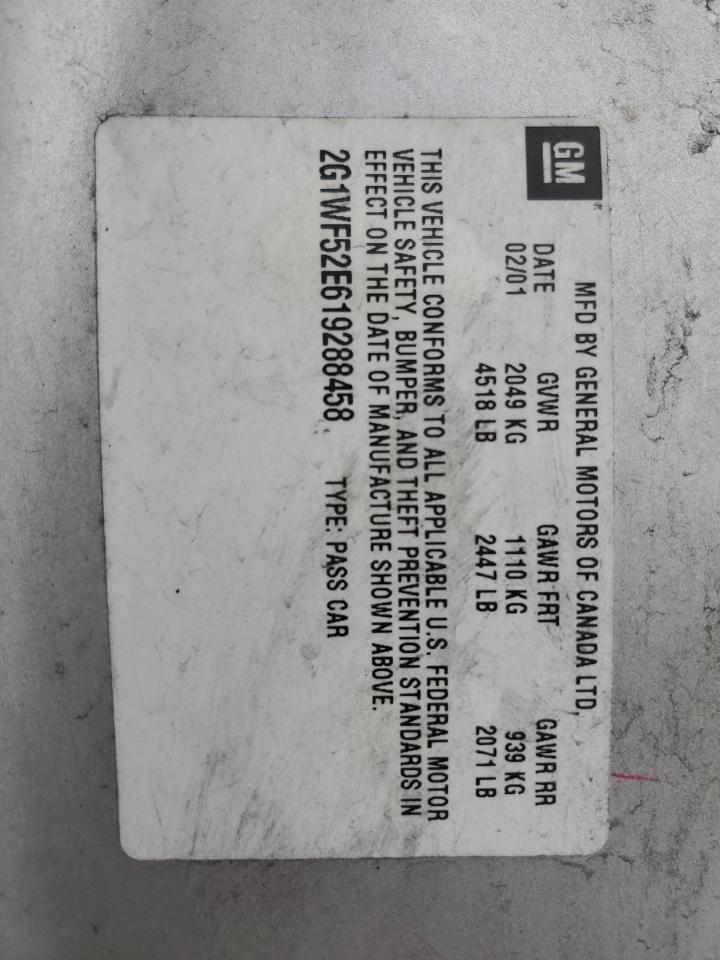 GM
MFD BY GENERAL MOTORS OF CANADA LTD,
DATE GVWR GAWR FRT GAWR RR
02/01 2049 KG 1110 KG 939 KG
4518 LB 2447 LB 2071 LB
THIS VEHICLE CONFORMS TO ALL APPLICABLE U.S. FEDERAL MOTOR
VEHICLE SAFETY, BUMPER, AND THEFT PREVENTION STANDARDS IN
EFFECT ON THE DATE OF MANUFACTURE SHOWN ABOVE.
2G1WF52E619288458 TYPE: PASS CAR